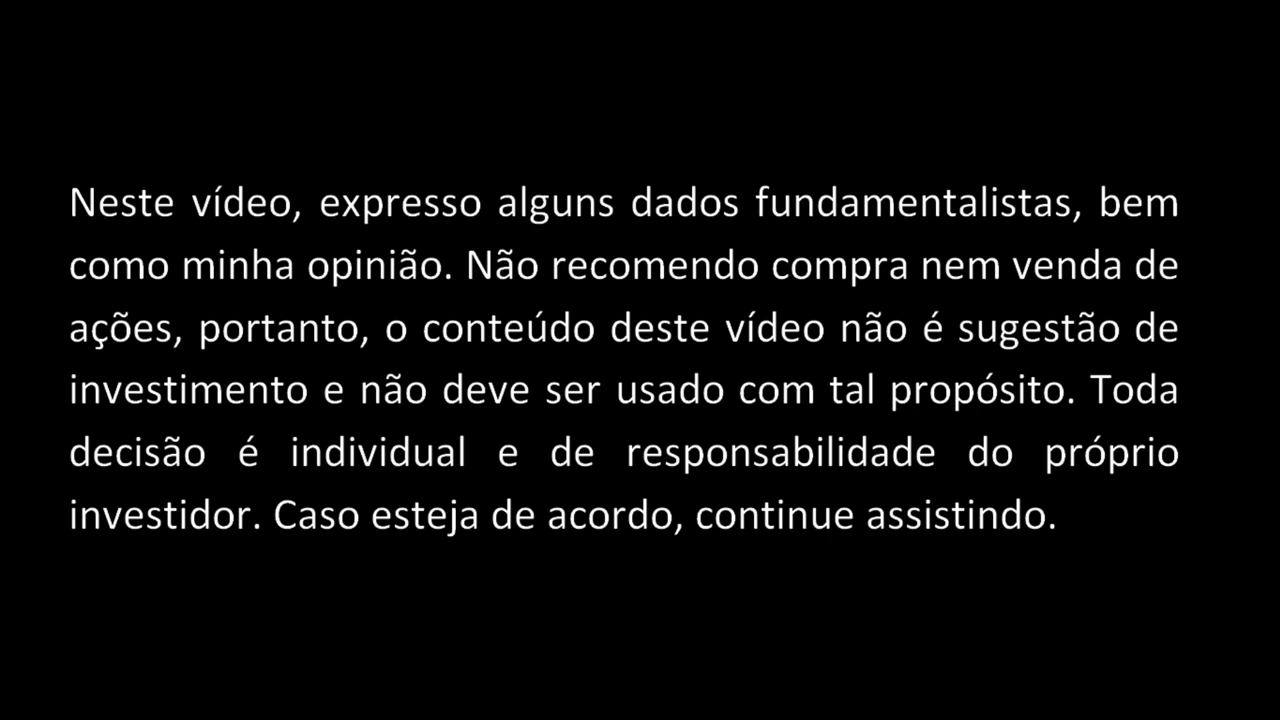 Neste vídeo, expresso alguns dados fundamentalistas, bem
como minha opinião. Não recomendo compra nem venda de
ações, portanto, o conteúdo deste vídeo não é sugestão de
investimento e não deve ser usado com tal propósito. Toda
decisão é individual e de responsabilidade do próprio
investidor. Caso esteja de acordo, continue assistindo.